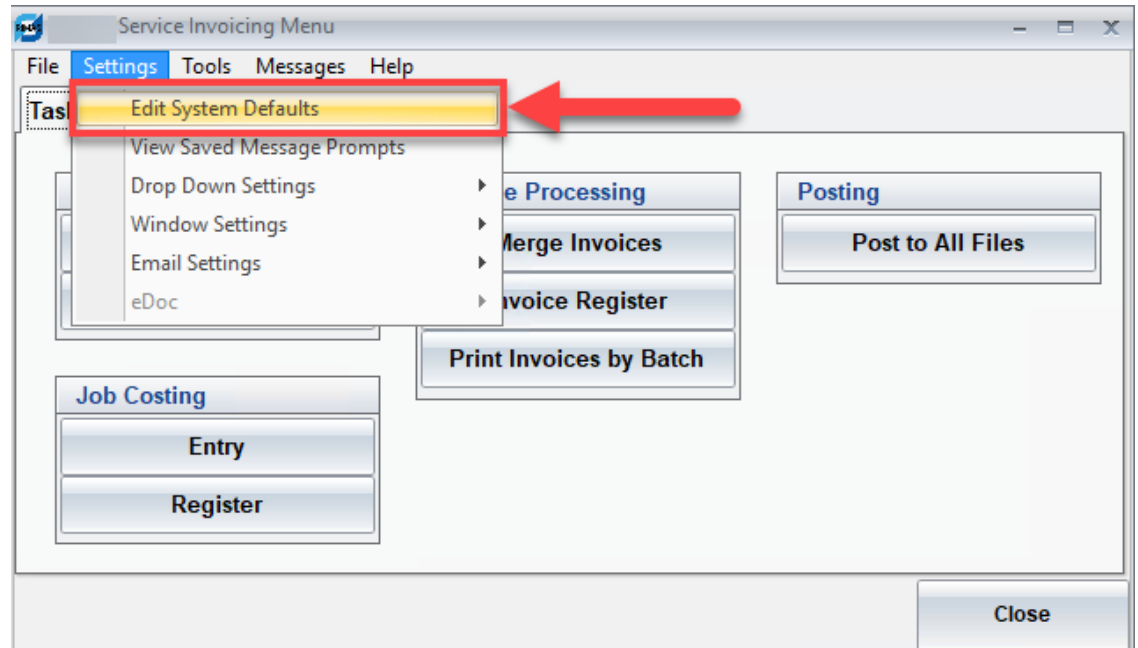 Service Invoicing Menu
File Settings Tools Messages Help
Edit System Defaults
View Saved Message Prompts
Drop Down Settings
Window Settings
Email Settings
eDoc
Processing
Merge Invoices
Invoice Register
Print Invoices by Batch
Posting
Post to All Files
Job Costing
Entry
Register
Close